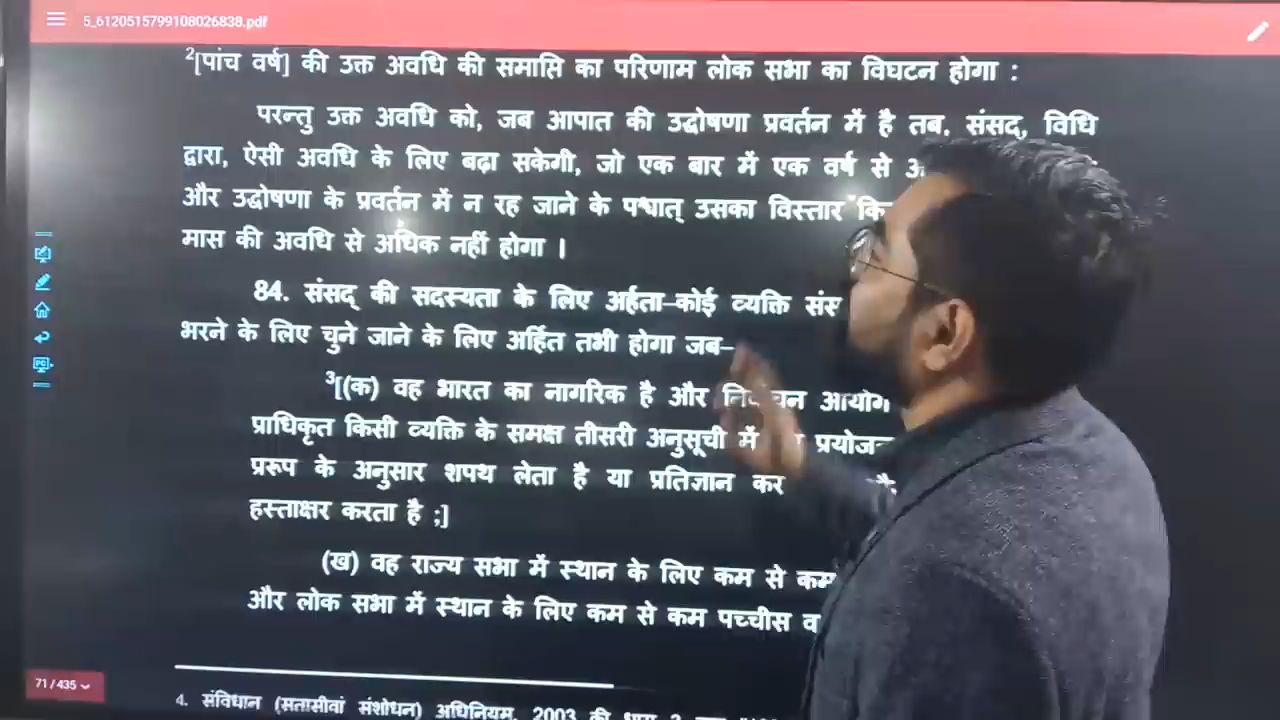 5_6120515799108026838.pdf
2[पांच वर्ष] की उक्त अवधि की समाप्ति का परिणाम लोक सभा का विघटन होगा :
परन्तु उक्त अवधि को, जब आपात की उद्घोषणा प्रवर्तन में है तब, संसद्, विधि
द्वारा, ऐसी अवधि के लिए बढ़ा सकेगी, जो एक बार में एक वर्ष से
और उद्घोषणा के प्रवर्तन में न रह जाने के पश्चात् उसका विस्तार
मास की अवधि से अधिक नहीं होगा ।
84. संसद् की सदस्यता के लिए अर्हता–कोई व्यक्ति
भरने के लिए चुने जाने के लिए अर्हित तभी होगा जब–
3[(क) वह भारत का नागरिक है और आयोग
प्राधिकृत किसी व्यक्ति के समक्ष तीसरी अनुसूची में
प्ररूप के अनुसार शपथ लेता है या प्रतिज्ञान कर
हस्ताक्षर करता है ;]
(ख) वह राज्य सभा में स्थान के लिए कम से कम
और लोक सभा में स्थान के लिए कम से कम पच्चीस
71 / 435
4. संविधान (सतासीवां संशोधन) अधिनियम, 2003 की धारा
PC